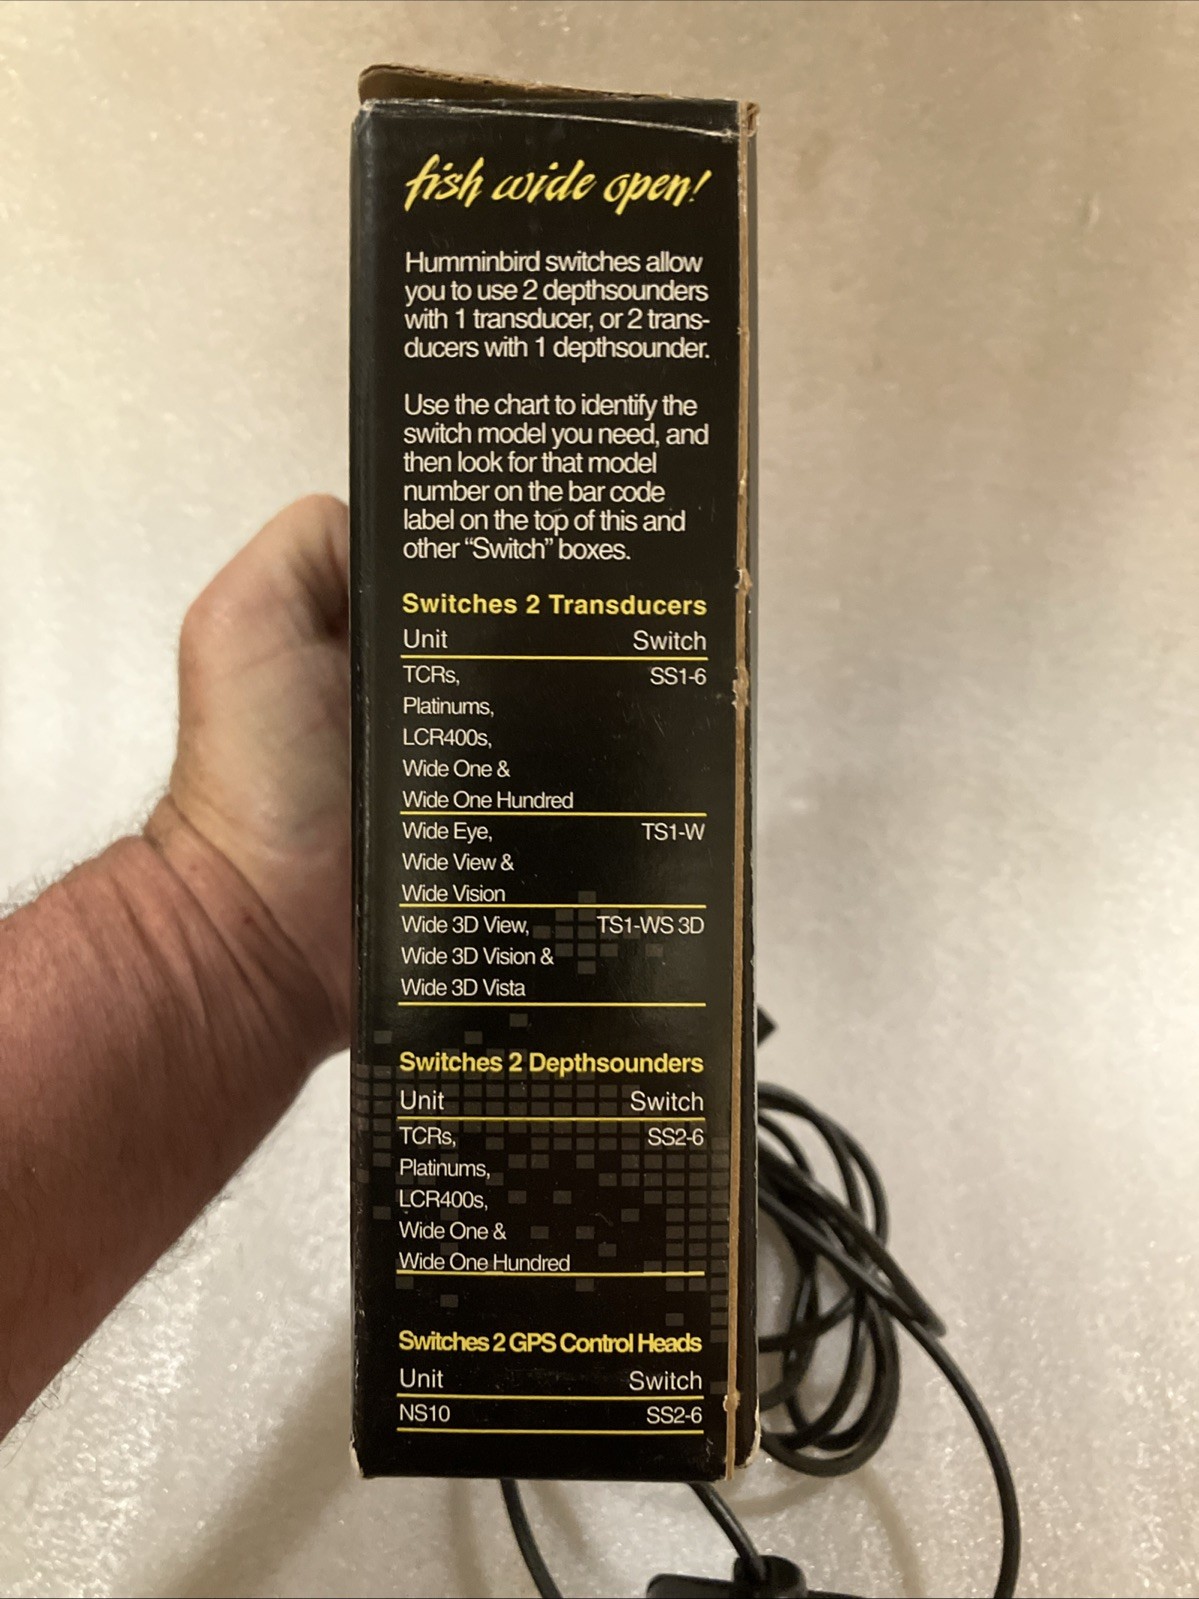 fish wide open!
Humminbird switches allow
you to use 2 depthsounders
with 1 transducer, or 2 trans-
ducers with 1 depthsounder.
Use the chart to identify the
switch model you need, and
then look for that model
number on the bar code
label on the top of this and
other “Switch” boxes.
Switches 2 Transducers
Unit Switch
TCRs, SS1-6
Platinums,
LCR400s,
Wide One &
Wide One Hundred
Wide Eye, TS1-W
Wide View &
Wide Vision
Wide 3D View, TS1-WS 3D
Wide 3D Vision &
Wide 3D Vista
Switches 2 Depthsounders
Unit Switch
TCRs, SS2-6
Platinums,
LCR400s,
Wide One &
Wide One Hundred
Switches 2 GPS Control Heads
Unit Switch
NS10 SS2-6